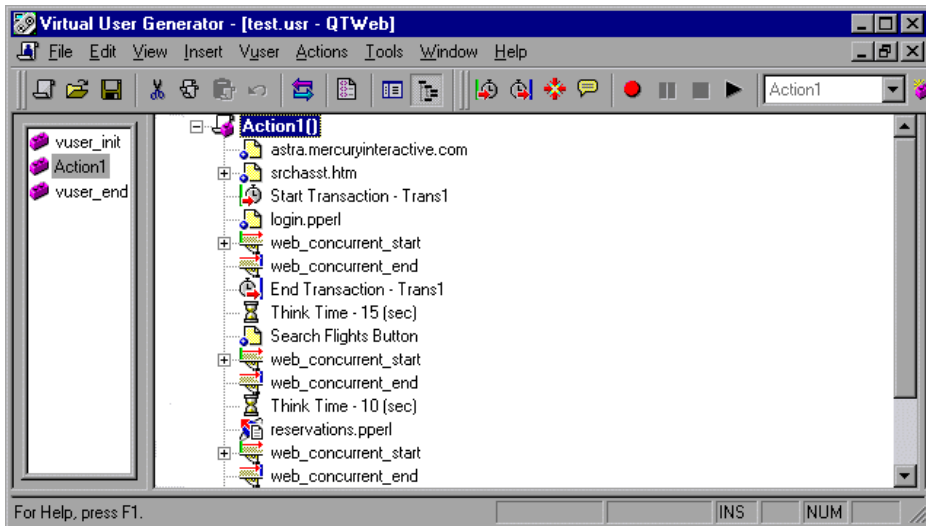 Virtual User Generator - [test.usr - QTWeb]
File Edit View Insert Vuser Actions Tools Window Help
Action1
vuser_init
Action1
vuser_end
Action1()
astra.mercuryinteractive.com
srchasst.htm
Start Transaction - Trans1
login.pperl
web_concurrent_start
web_concurrent_end
End Transaction - Trans1
Think Time - 15 (sec)
Search Flights Button
web_concurrent_start
web_concurrent_end
Think Time - 10 (sec)
reservations.pperl
web_concurrent_start
web_concurrent_end
For Help, press F1.
INS
NUM